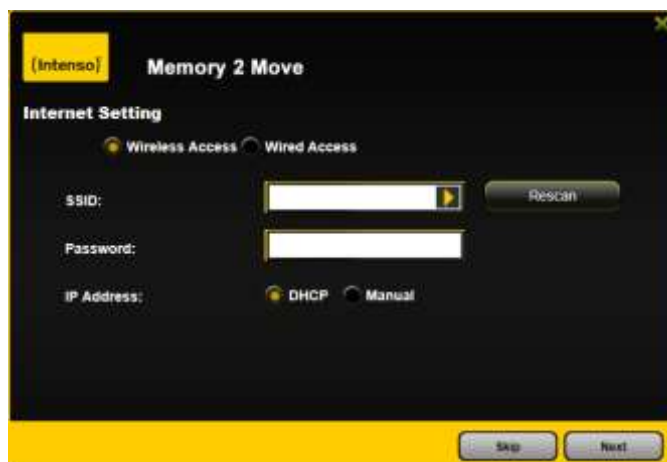 (intenso)
Memory 2 Move
Internet Setting
Wireless Access Wired Access
SSID: Rescan
Password:
IP Address: DHCP Manual
Skip Next